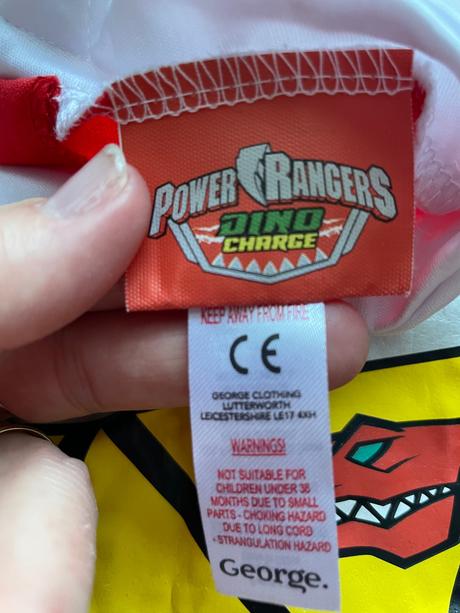 POWER RANGERS
DINO
CHARGE
KEEP AWAY FROM FIRE
CE
GEORGE CLOTHING
LUTTERWORTH
LEICESTERSHIRE LE17 4XH
WARNINGS!
NOT SUITABLE FOR
CHILDREN UNDER 36
MONTHS DUE TO SMALL
PARTS - CHOKING HAZARD
DUE TO LONG CORD
- STRANGULATION HAZARD
George.